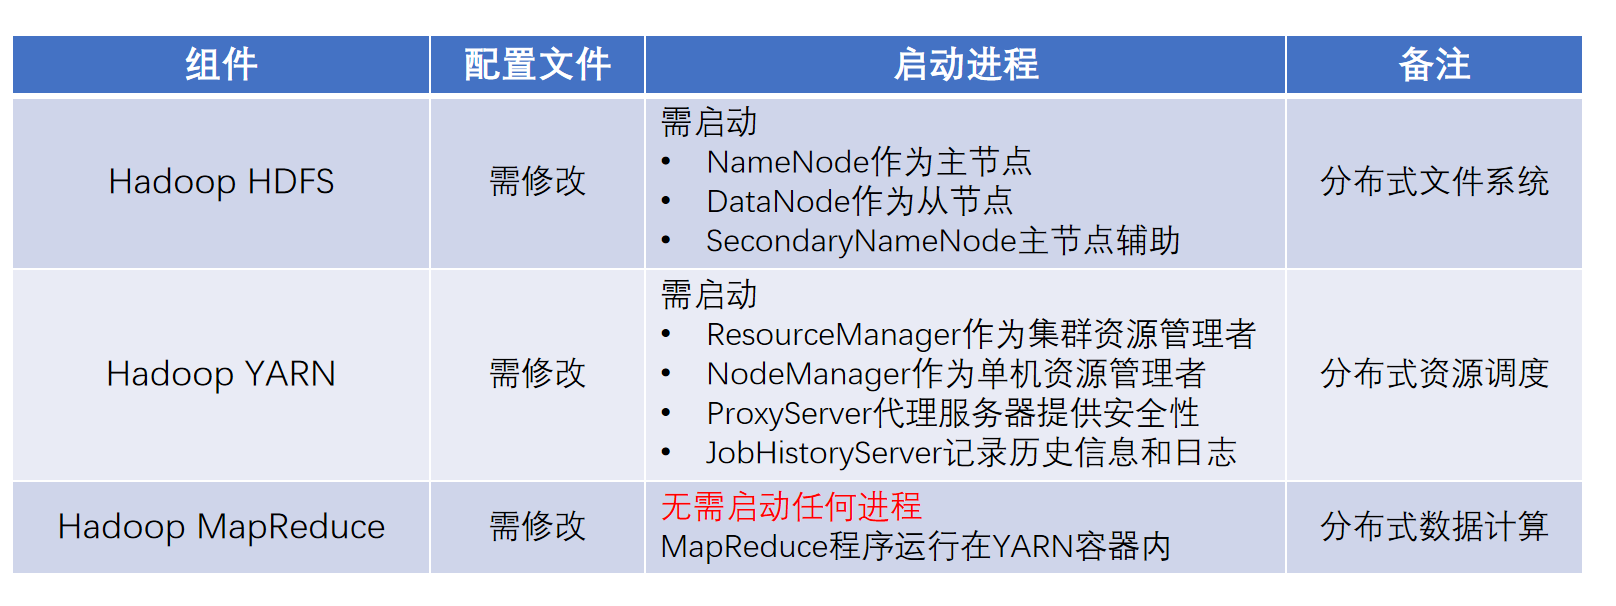 组件 配置文件 启动进程 备注
Hadoop HDFS 需修改 需启动 分布式文件系统
• NameNode作为主节点
• DataNode作为从节点
• SecondaryNameNode主节点辅助
Hadoop YARN 需修改 需启动 分布式资源调度
• ResourceManager作为集群资源管理者
• NodeManager作为单机资源管理者
• ProxyServer代理服务器提供安全性
• JobHistoryServer记录历史信息和日志
Hadoop MapReduce 需修改 无需启动任何进程 分布式数据计算
MapReduce程序运行在YARN容器内